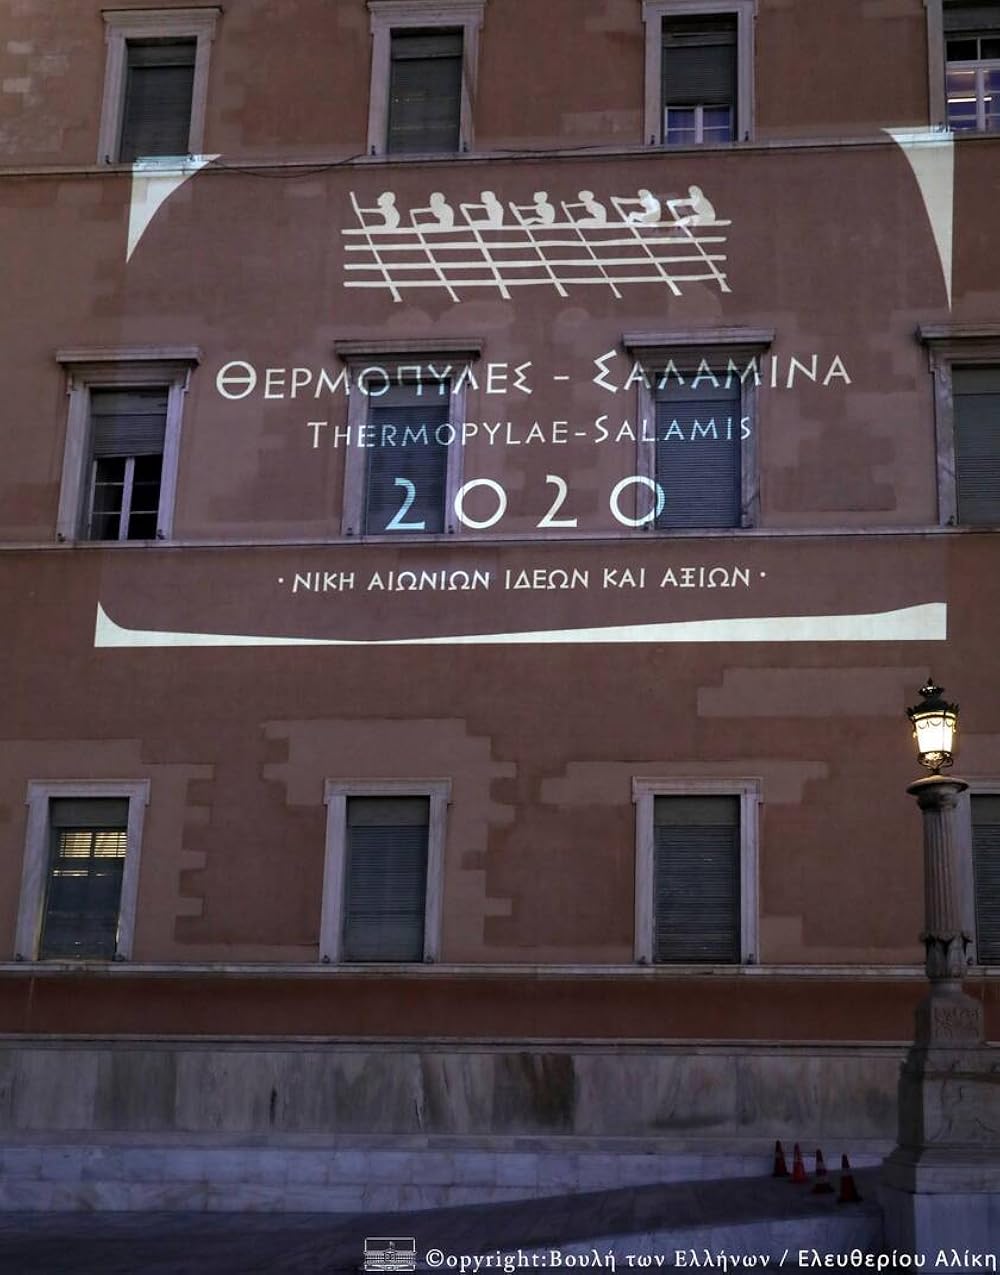 ΘΕΡΜΟΠΥΛΕΣ - ΣΑΛΑΜΙΝΑ
THERMOPYLAE-SALAMIS
2020
· ΝΙΚΗ ΑΙΩΝΙΩΝ ΙΔΕΩΝ ΚΑΙ ΑΞΙΩΝ ·
©opyright:Βουλή των Ελλήνων / Ελευθερίου Αλίκη